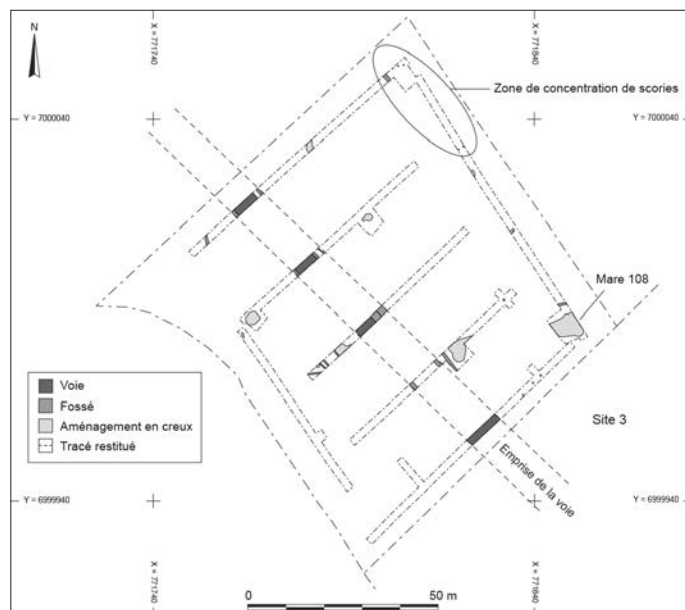 N
X = 771740
X = 771840
Zone de concentration de scories
Y = 7000040
Y = 7000040
Mare 108
Voie
Fossé
Aménagement en creux
Tracé restitué
Site 3
Emprise de la voie
Y = 6999940
Y = 6999940
X = 771740
X = 771840
0 50 m